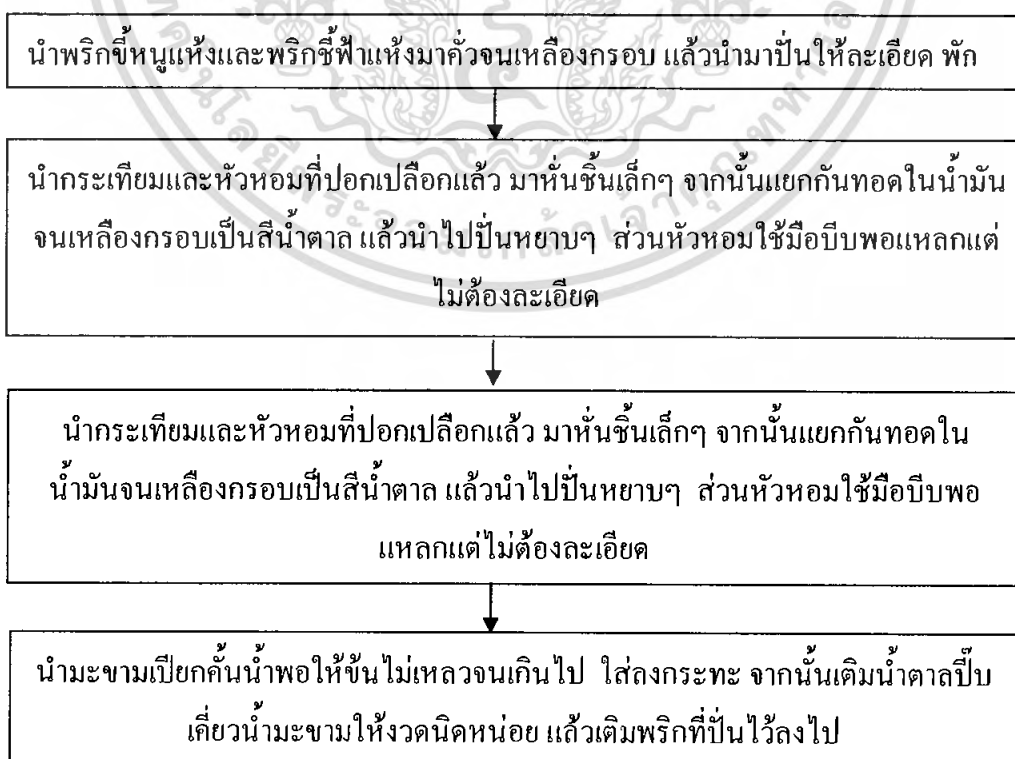 นำพริกขี้หนูแห้งและพริกชี้ฟ้าแห้งมาคั่วจนเหลืองกรอบ แล้วนำมาปั่นให้ละเอียด พัก
นำกระเทียมและหัวหอมที่ปอกเปลือกแล้ว มาหั่นชิ้นเล็กๆ จากนั้นแยกกันทอดในน้ำมัน
จนเหลืองกรอบเป็นสีน้ำตาล แล้วนำไปปั่นหยาบๆ ส่วนหัวหอมใช้มือบีบพอแหลกแต่
ไม่ต้องละเอียด
นำกระเทียมและหัวหอมที่ปอกเปลือกแล้ว มาหั่นชิ้นเล็กๆ จากนั้นแยกกันทอดใน
น้ำมันจนเหลืองกรอบเป็นสีน้ำตาล แล้วนำไปปั่นหยาบๆ ส่วนหัวหอมใช้มือบีบพอ
แหลกแต่ไม่ต้องละเอียด
นำมะขามเปียกคั้นน้ำพอให้ข้นไม่เหลวจนเกินไป ใส่ลงกระทะ จากนั้นเติมน้ำตาลปี๊บ
เคี่ยวน้ำมะขามให้งวดนิดหน่อย แล้วเติมพริกที่ปั่นไว้ลงไป